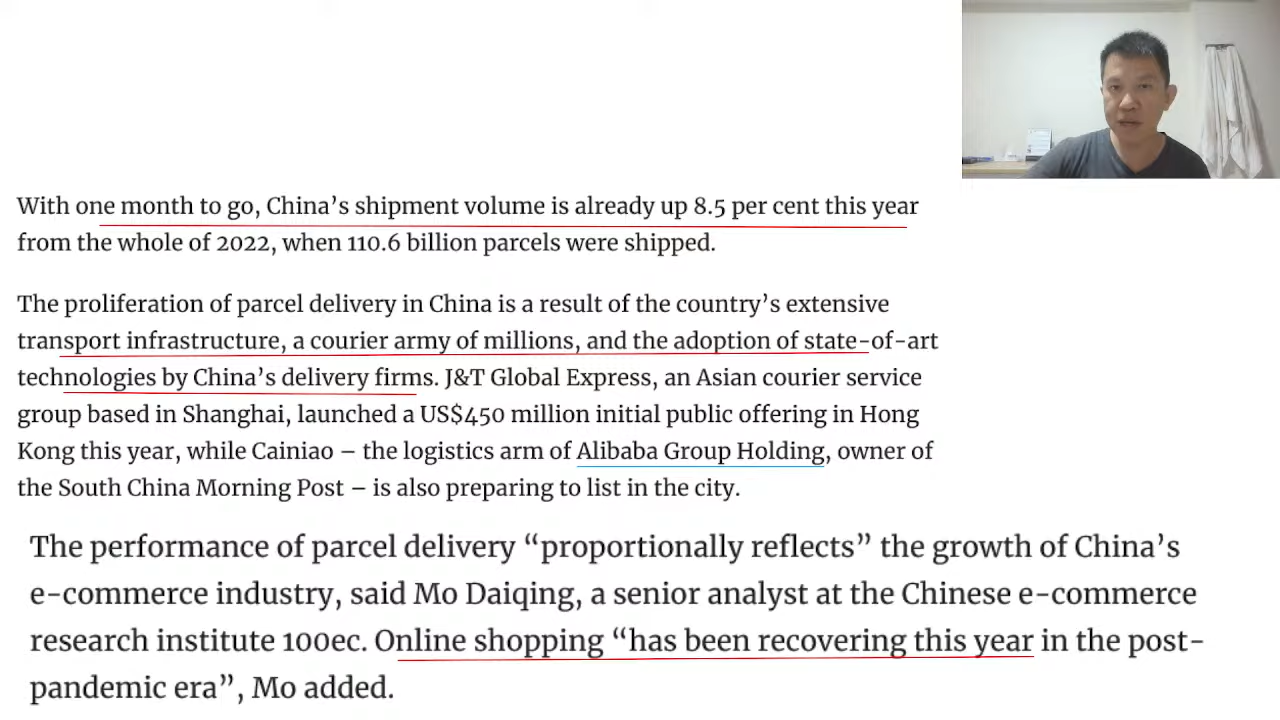 With one month to go, China’s shipment volume is already up 8.5 per cent this year
from the whole of 2022, when 110.6 billion parcels were shipped.
The proliferation of parcel delivery in China is a result of the country’s extensive
transport infrastructure, a courier army of millions, and the adoption of state-of-art
technologies by China’s delivery firms. J&T Global Express, an Asian courier service
group based in Shanghai, launched a US$450 million initial public offering in Hong
Kong this year, while Cainiao – the logistics arm of Alibaba Group Holding, owner of
the South China Morning Post – is also preparing to list in the city.
The performance of parcel delivery “proportionally reflects” the growth of China’s
e-commerce industry, said Mo Daiqing, a senior analyst at the Chinese e-commerce
research institute 100ec. Online shopping “has been recovering this year in the post-
pandemic era”, Mo added.